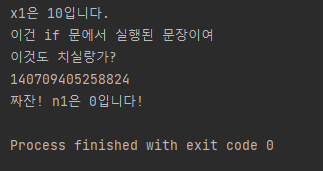 x1은 10입니다.
이건 if 문에서 실행된 문장이여
이것도 치실랑가?
140709405258824
짜잔! n1은 0입니다!
Process finished with exit code 0